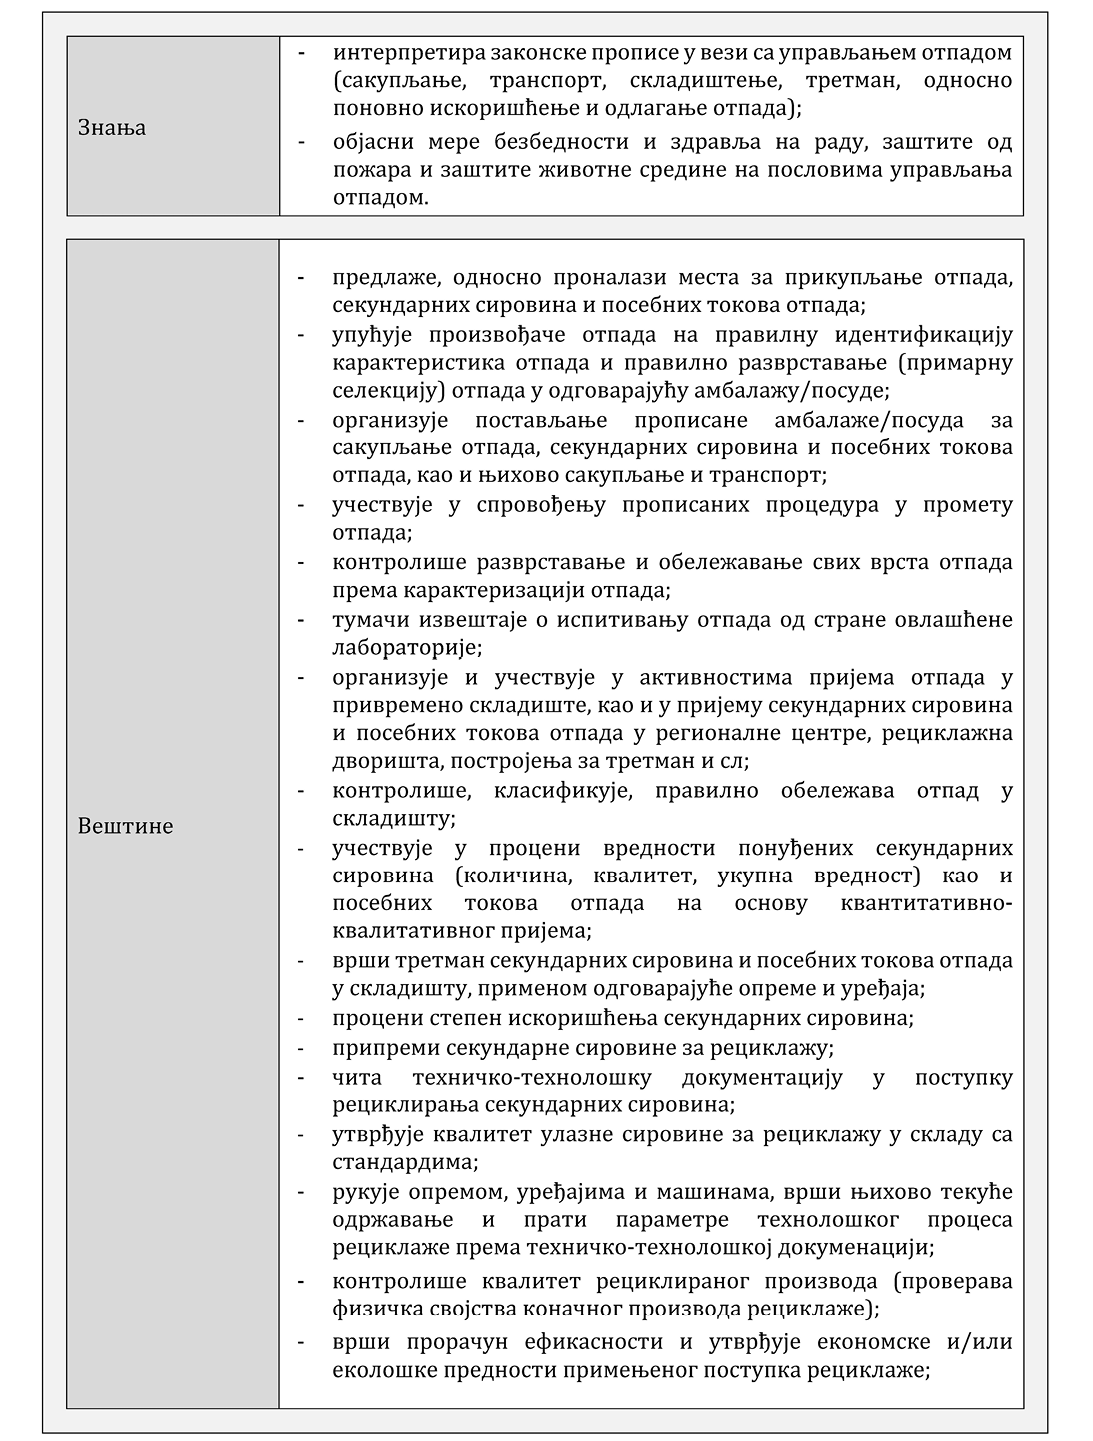 Знања
- интерпретира законске прописе у вези са управљањем отпадом
(сакупљање, транспорт, складиштење, третман, односно
поновно искоришћење и одлагање отпада);
- објасни мере безбедности и здравља на раду, заштите од
пожара и заштите животне средине на пословима управљања
отпадом.
Вештине
- предлаже, односно проналази места за прикупљање отпада,
секундарних сировина и посебних токова отпада;
- упућује произвођаче отпада на правилну идентификацију
карактеристика отпада и правилно разврставање (примарну
селекцију) отпада у одговарајућу амбалажу/посуде;
- организује постављање прописане амбалаже/посуда за
сакупљање отпада, секундарних сировина и посебних токова
отпада, као и њихово сакупљање и транспорт;
- учествује у спровођењу прописаних процедура у промету
отпада;
- контролише разврставање и обележавање свих врста отпада
према карактеризацији отпада;
- тумачи извештаје о испитивању отпада од стране овлашћене
лабораторије;
- организује и учествује у активностима пријема отпада у
привремено складиште, као и у пријему секундарних сировина
и посебних токова отпада у регионалне центре, рециклажна
дворишта, постројења за третман и сл;
- контролише, класификује, правилно обележава отпад у
складишту;
- учествује у процени вредности понуђених секундарних
сировина (количина, квалитет, укупна вредност) као и
посебних токова отпада на основу квантитативно-
квалитативног пријема;
- врши третман секундарних сировина и посебних токова отпада
у складишту, применом одговарајуће опреме и уређаја;
- процени степен искоришћења секундарних сировина;
- припреми секундарне сировине за рециклажу;
- чита техничко-технолошку документацију у поступку
рециклирања секундарних сировина;
- утврђује квалитет улазне сировине за рециклажу у складу са
стандардима;
- рукује опремом, уређајима и машинама, врши њихово текуће
одржавање и прати параметре технолошког процеса
рециклаже према техничко-технолошкој докуменацији;
- контролише квалитет рециклираног производа (проверава
физичка својства коначног производа рециклаже);
- врши прорачун ефикасности и утврђује економске и/или
еколошке предности примењеног поступка рециклаже;